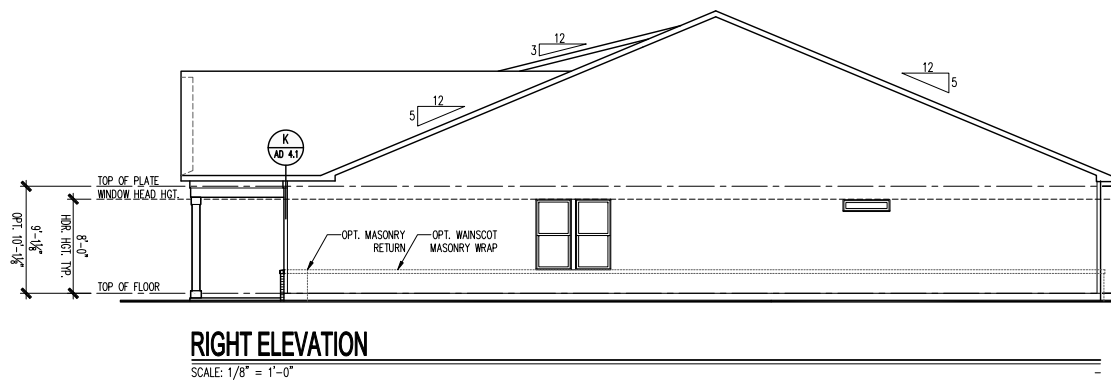 12
3
12
5
12
5
K
AD 4.1
TOP OF PLATE
WINDOW HEAD HGT.
9'-1⅛"
OPT. 10'-1⅛"
8'-0"
HDR. HGT. TYP.
OPT. MASONRY
RETURN
OPT. WAINSCOT
MASONRY WRAP
TOP OF FLOOR
RIGHT ELEVATION
SCALE: 1/8" = 1'-0"